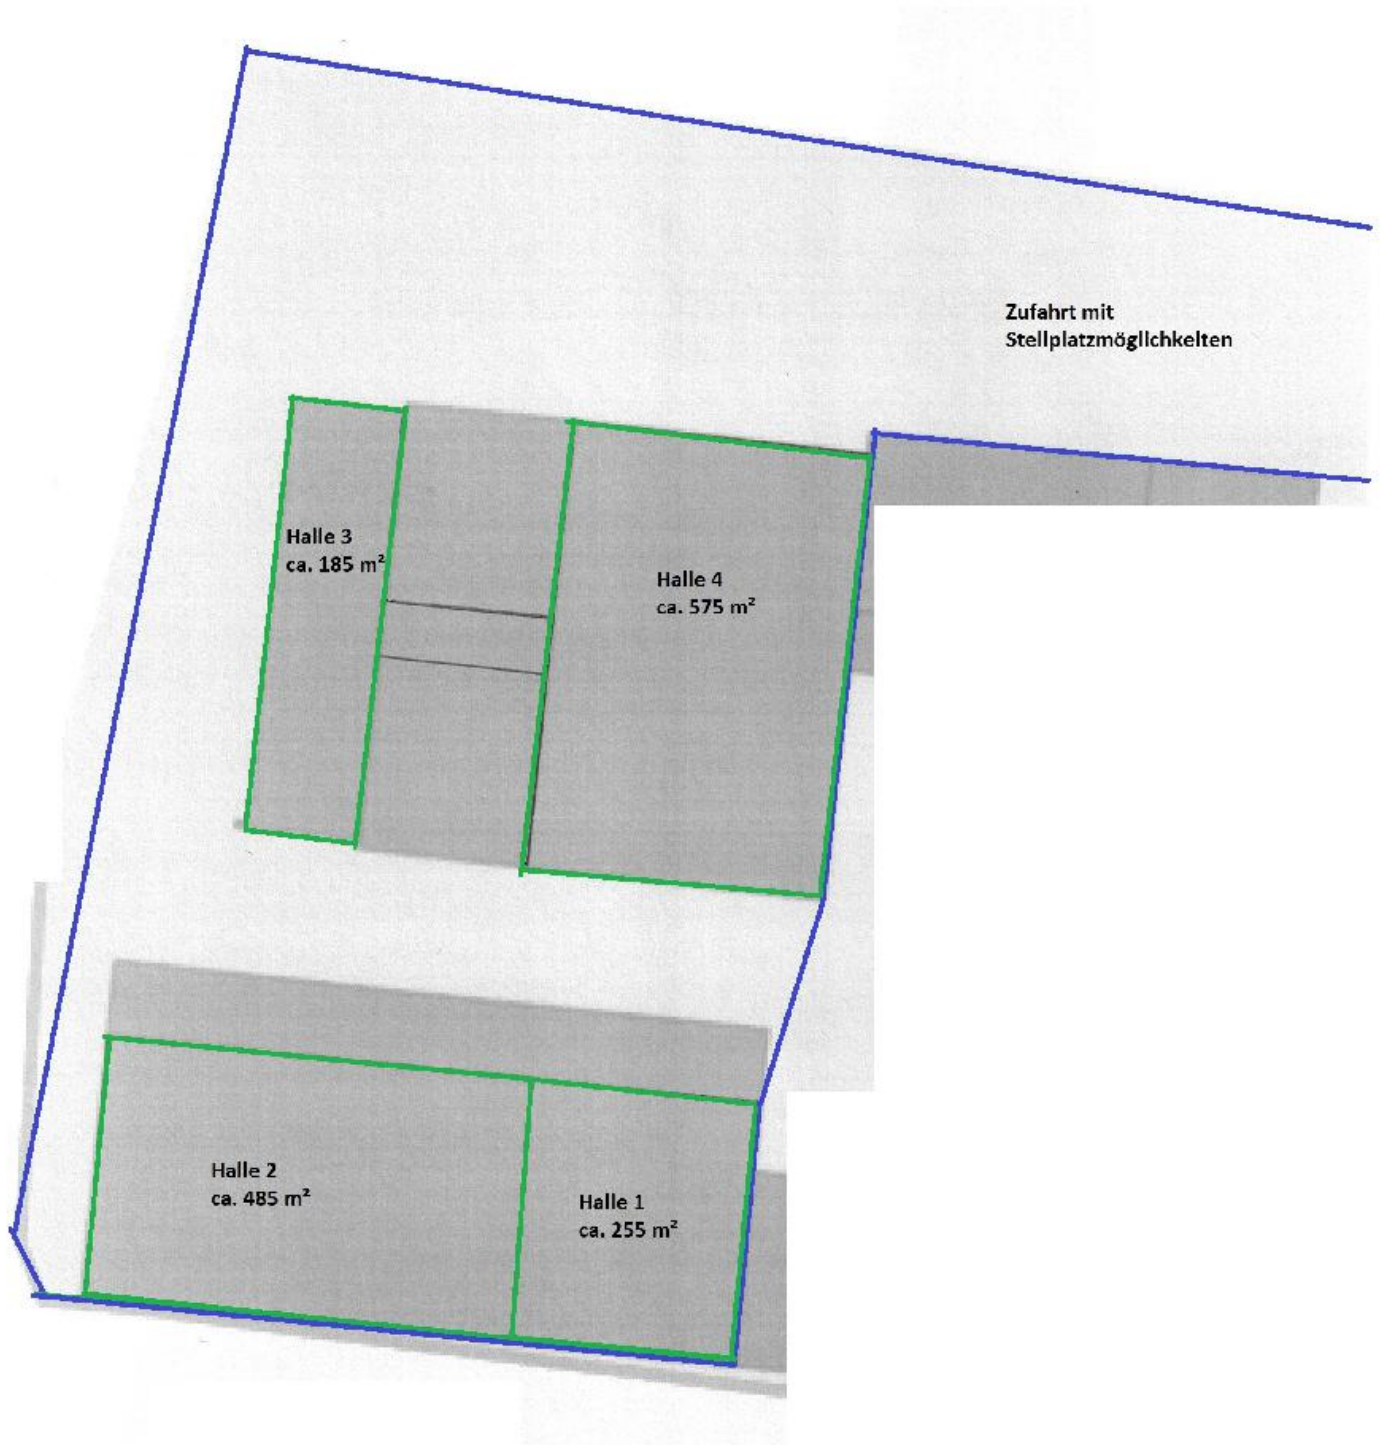 Zufahrt mit
Stellplatzmöglichkeiten
Halle 3
ca. 185 m²
Halle 4
ca. 575 m²
Halle 2
ca. 485 m²
Halle 1
ca. 255 m²